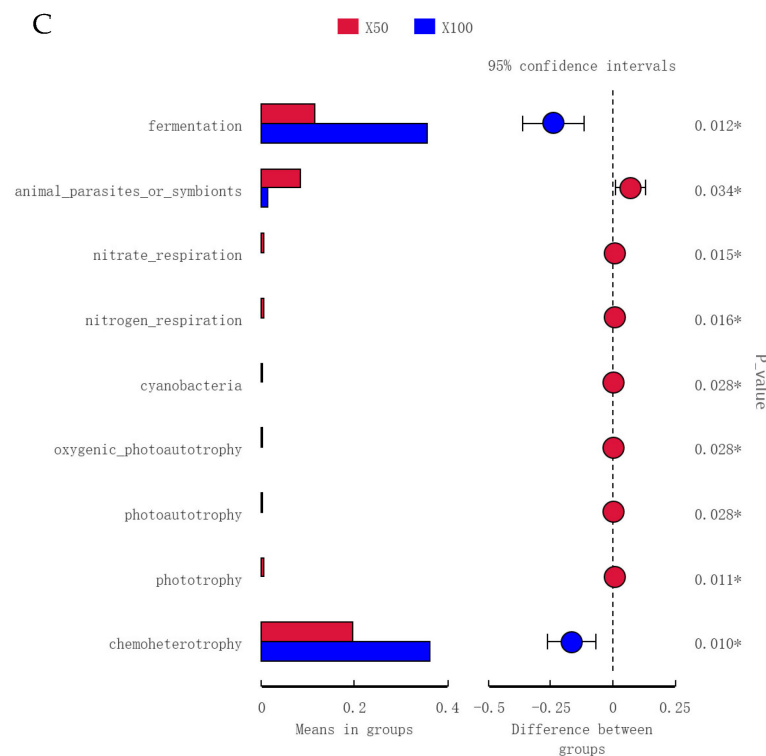 C
X50 X100
95% confidence intervals
fermentation 0.012*
animal_parasites_or_symbionts 0.034*
nitrate_respiration 0.015*
nitrogen_respiration 0.016*
cyanobacteria 0.028*
oxygenic_photoautotrophy 0.028*
photoautotrophy 0.028*
phototrophy 0.011*
chemoheterotrophy 0.010*
P_value
0 0.2 0.4 -0.5 -0.25 0 0.25
Means in groups
Difference between
groups